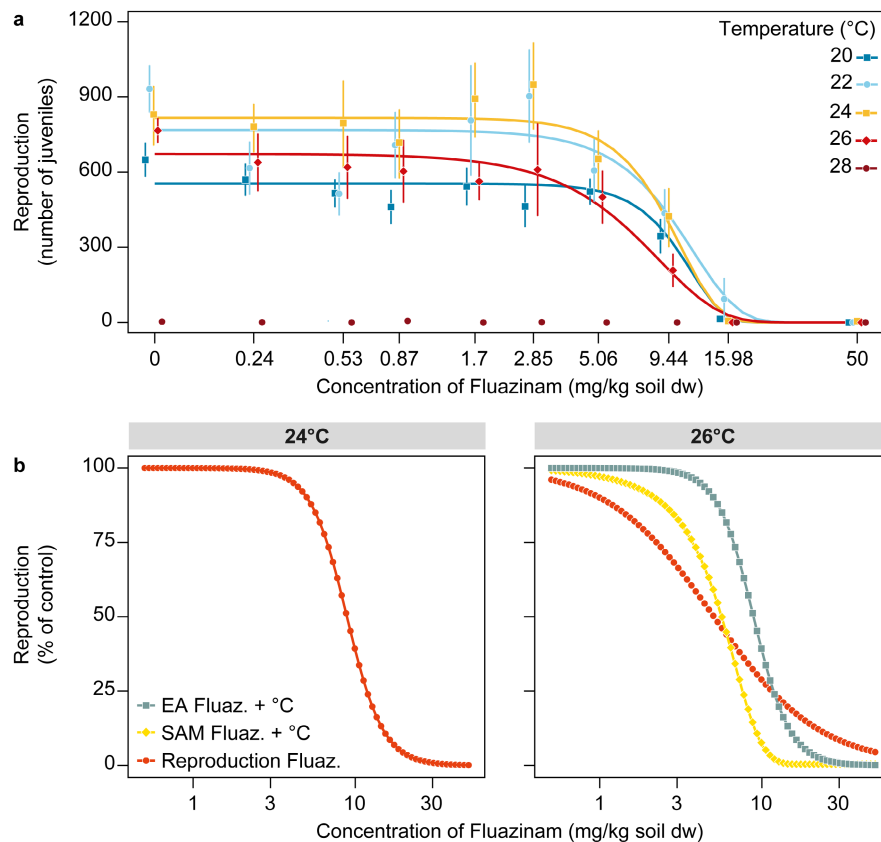 a
1200
900
600
300
0
Reproduction
(number of juveniles)
Temperature (°C)
20
22
24
26
28
0 0.24 0.53 0.87 1.7 2.85 5.06 9.44 15.98 50
Concentration of Fluazinam (mg/kg soil dw)
b
24°C 26°C
100
75
50
25
0
Reproduction
(% of control)
EA Fluaz. + °C
SAM Fluaz. + °C
Reproduction Fluaz.
1 3 10 30 1 3 10 30
Concentration of Fluazinam (mg/kg soil dw)